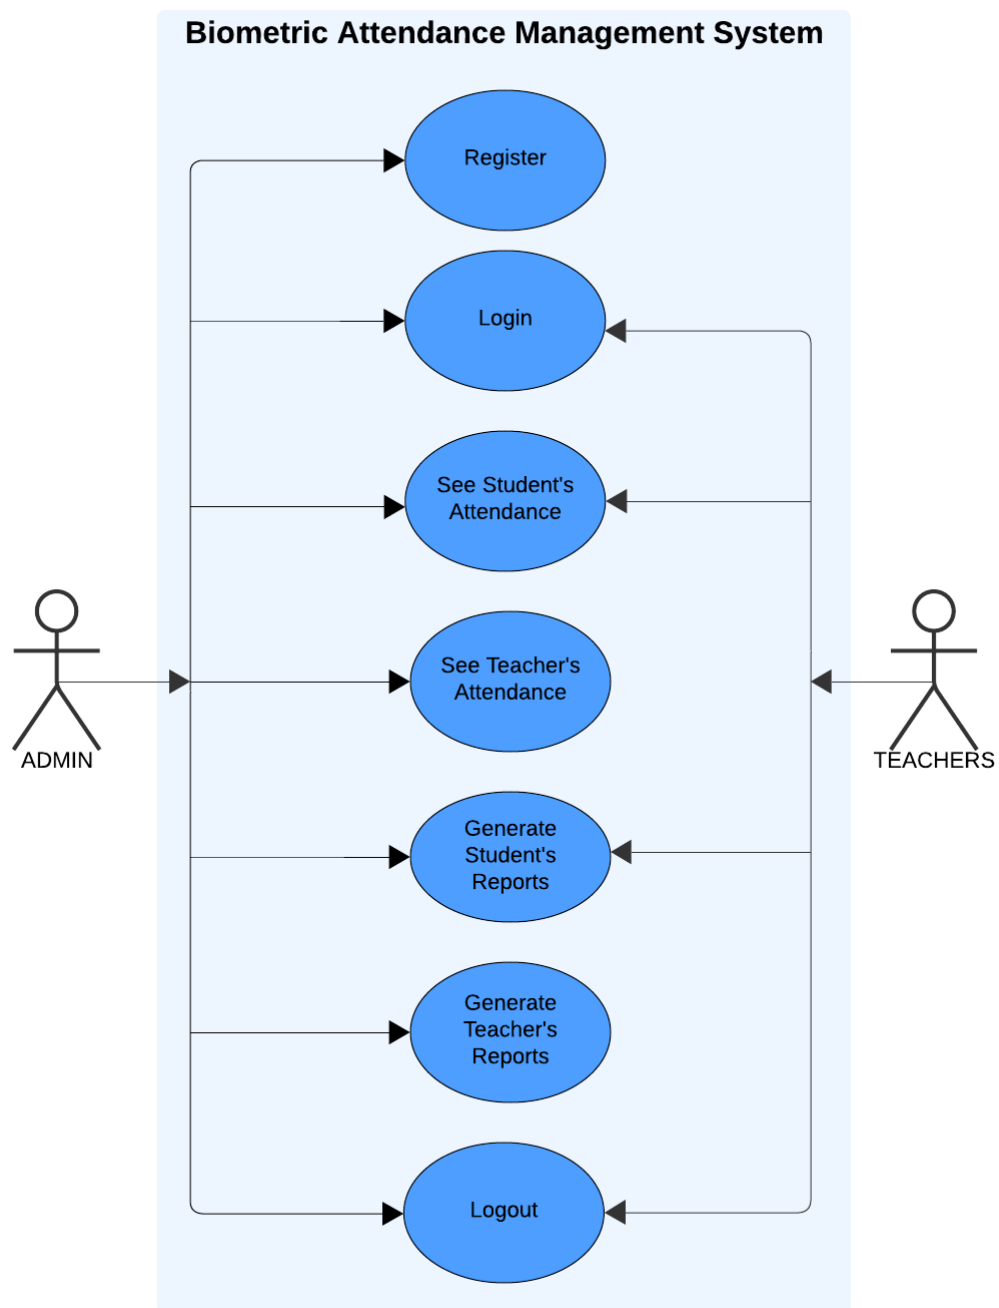 Biometric Attendance Management System
Register
Login
See Student's
Attendance
See Teacher's
Attendance
ADMIN
TEACHERS
Generate
Student's
Reports
Generate
Teacher's
Reports
Logout